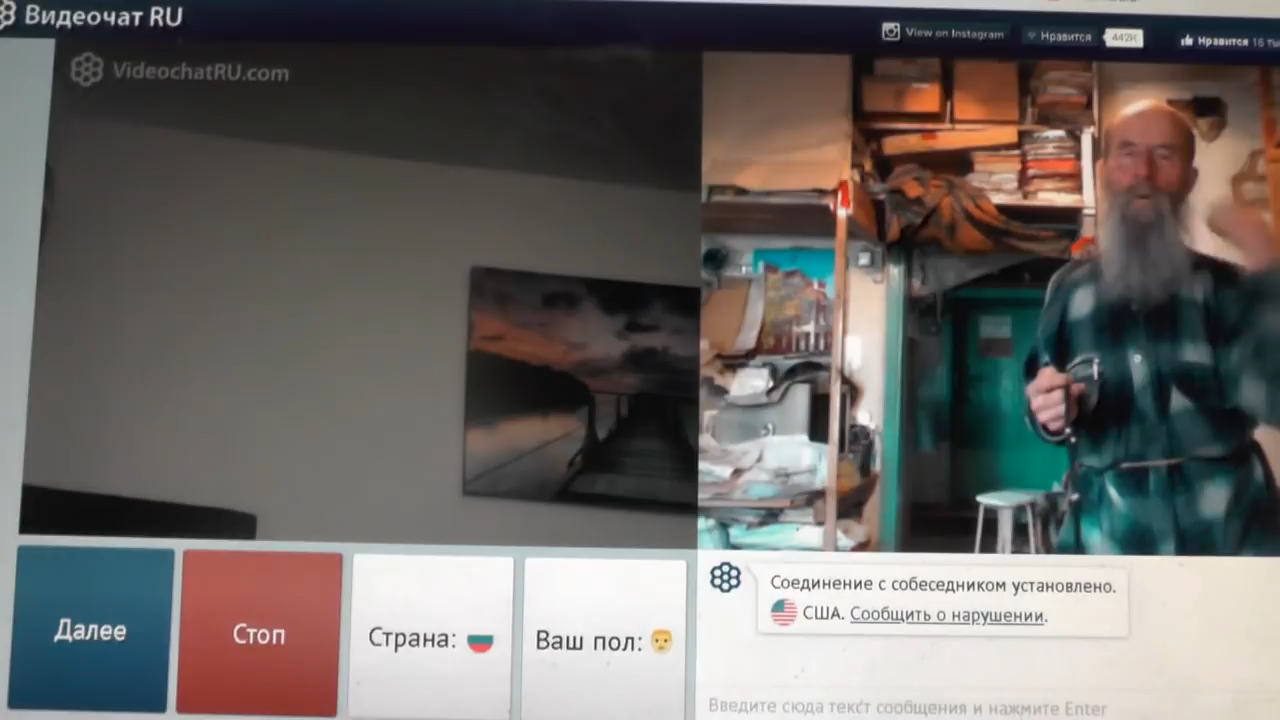 Видеочат RU
View on Instagram
Нравится
442K
Нравится 16
VideochatRU.com
Далее
Стоп
Страна:
Ваш пол:
Соединение с собеседником установлено.
США. Сообщить о нарушении.
Введите сюда текст сообщения и нажмите Enter